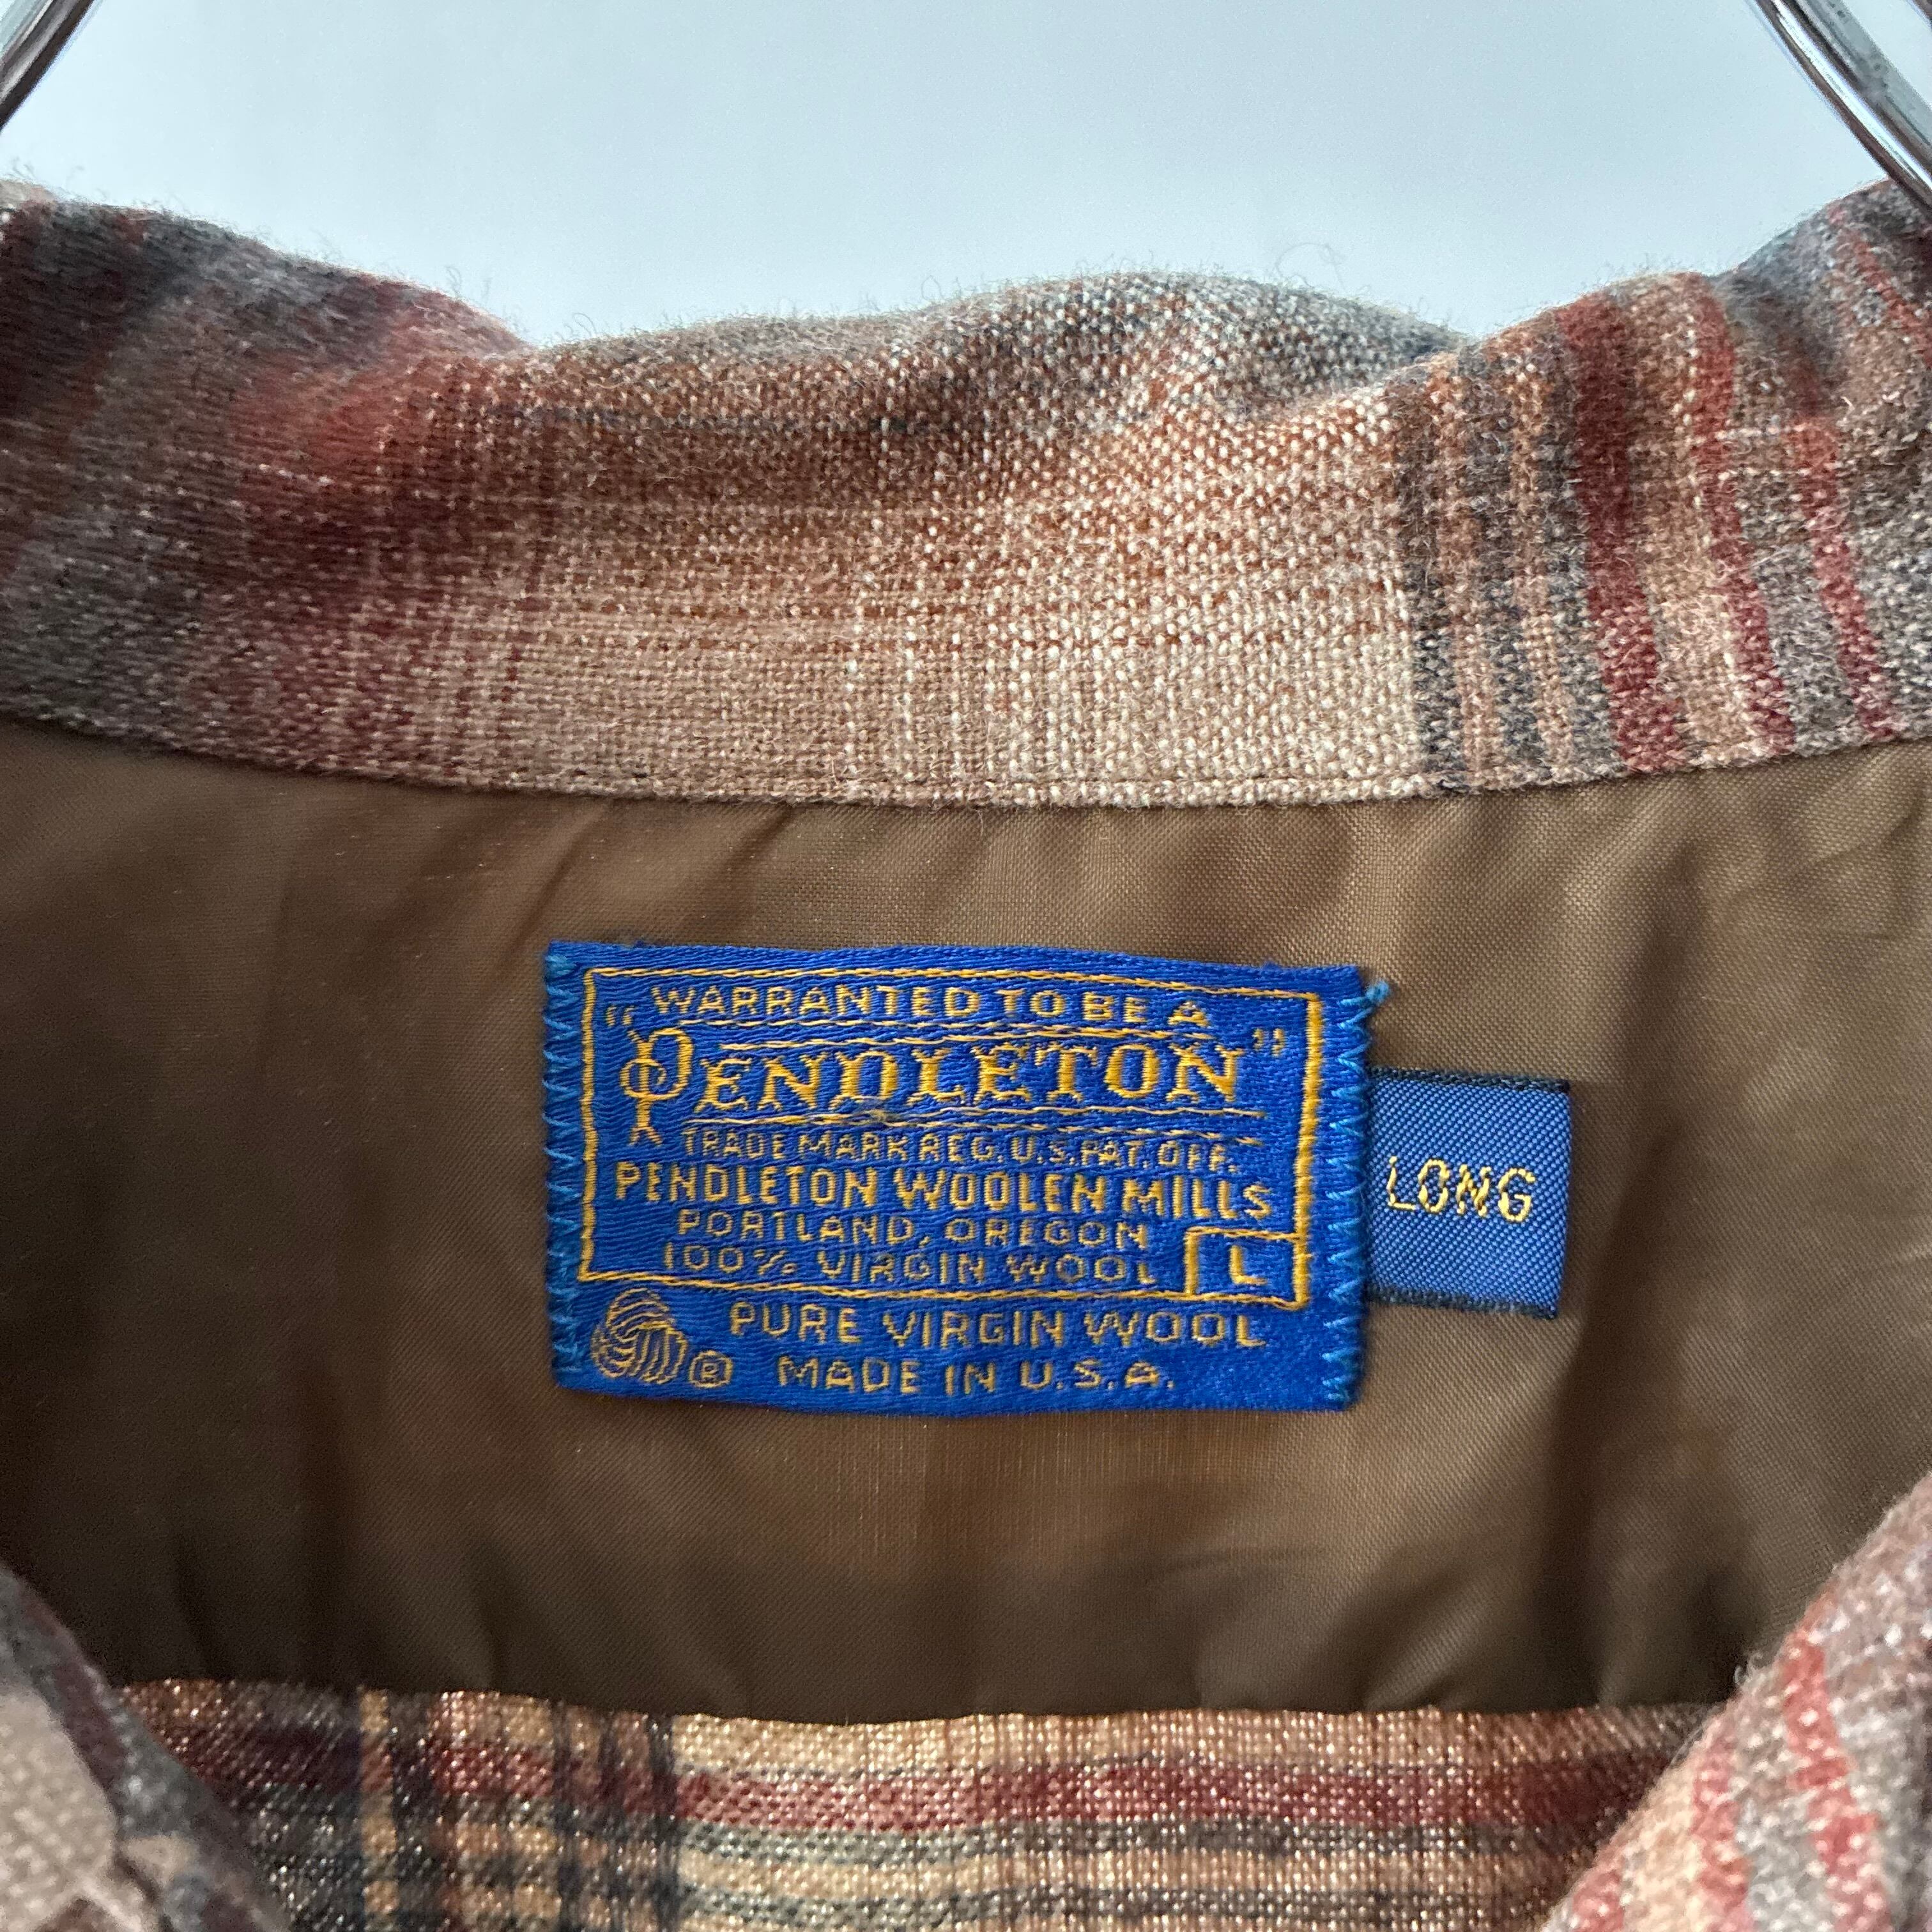 "WARRANTED TO BE A
PENDLETON"
TRADE MARK REG. U.S. PAT. OFF.
PENDLETON WOOLEN MILLS
PORTLAND, OREGON
100% VIRGIN WOOL L
PURE VIRGIN WOOL
® MADE IN U.S.A.
LONG